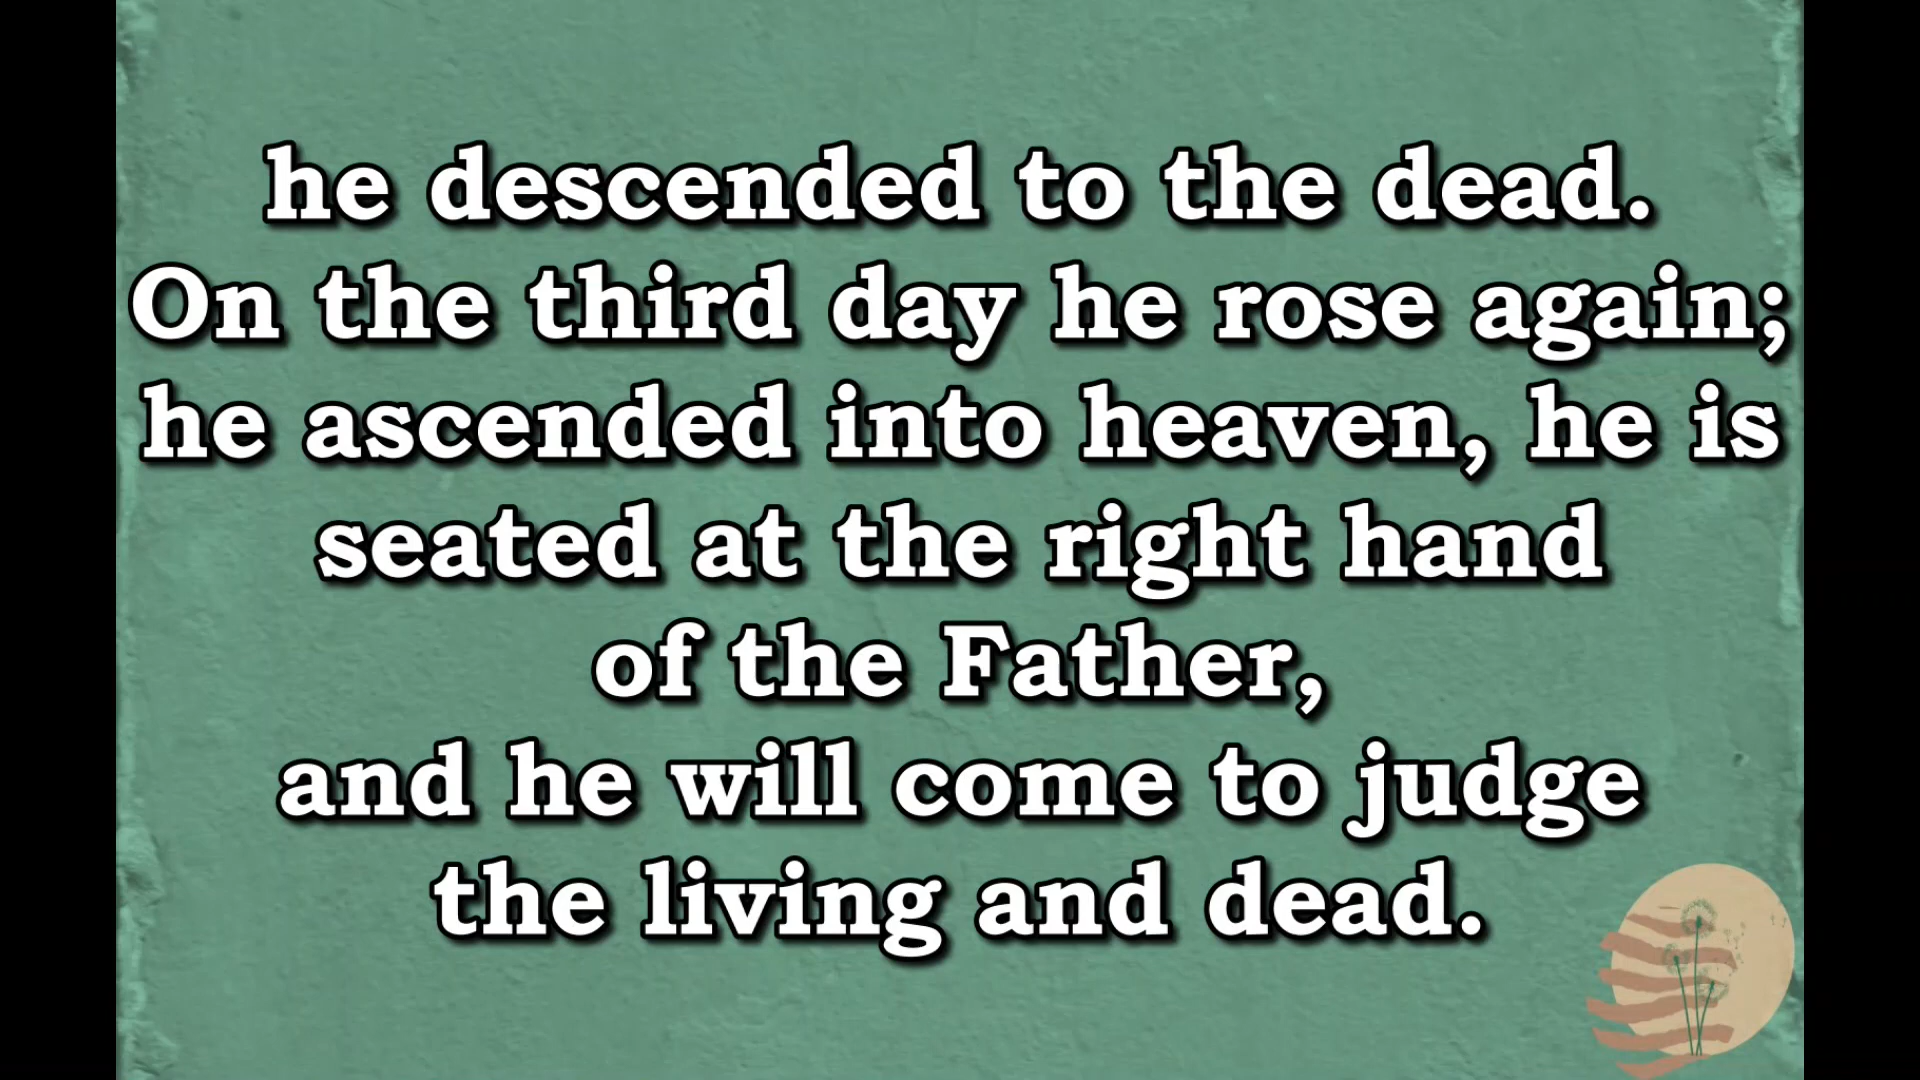 he descended to the dead.
On the third day he rose again;
he ascended into heaven, he is
seated at the right hand
of the Father,
and he will come to judge
the living and dead.